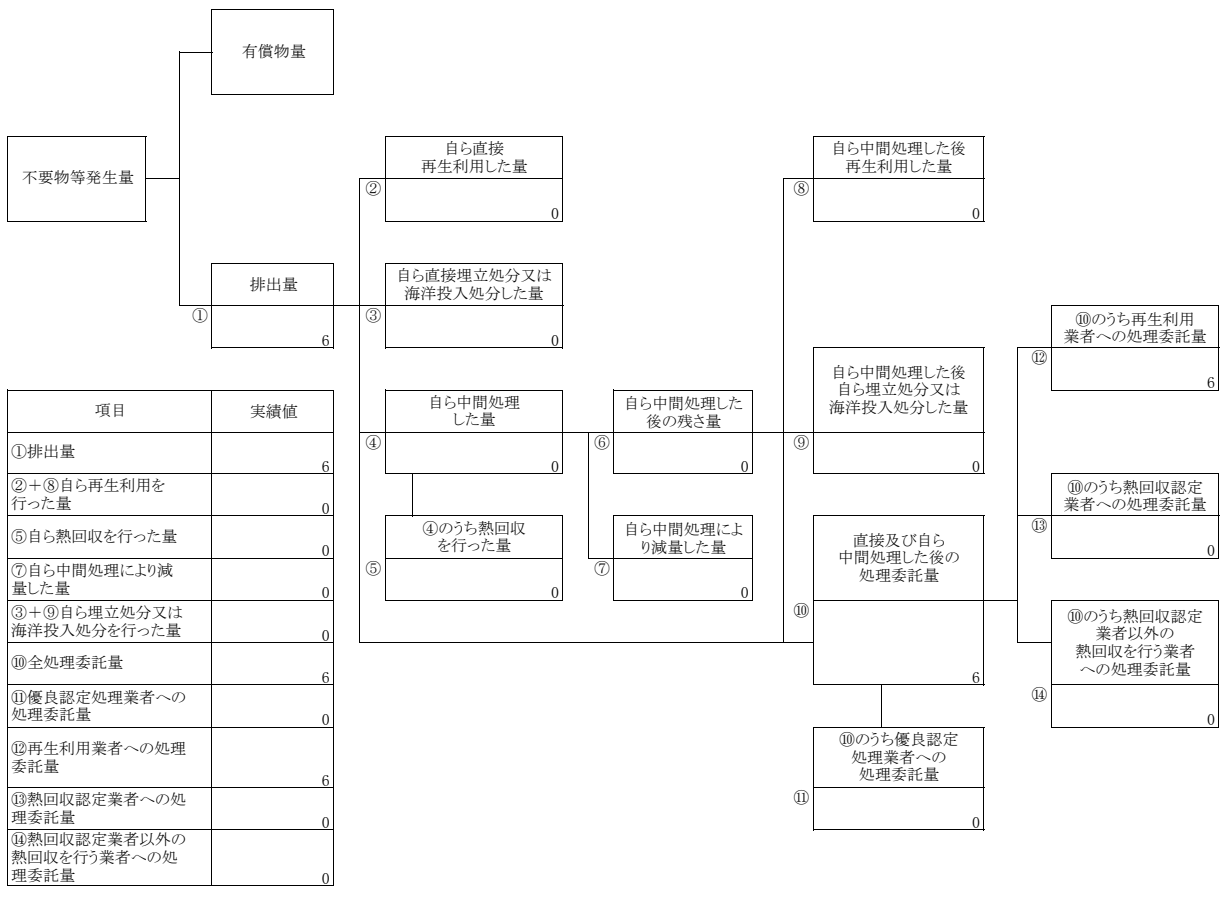 有償物量
不要物等発生量
排出量
①
6
自ら直接
再生利用した量
②
0
自ら直接埋立処分又は
海洋投入処分した量
③
0
自ら中間処理
した量
④
0
④のうち熱回収
を行った量
⑤
0
自ら中間処理した
後の残さ量
⑥
0
自ら中間処理によ
り減量した量
⑦
0
自ら中間処理した後
再生利用した量
⑧
0
自ら中間処理した後
自ら埋立処分又は
海洋投入処分した量
⑨
0
直接及び自ら
中間処理した後の
処理委託量
⑩
6
⑩のうち優良認定
処理業者への
処理委託量
⑪
0
⑩のうち再生利用
業者への処理委託量
⑫
6
⑩のうち熱回収認定
業者への処理委託量
⑬
0
⑩のうち熱回収認定
業者以外の
熱回収を行う業者
への処理委託量
⑭
0
項目 実績値
①排出量
6
②＋⑧自ら再生利用を
行った量
0
⑤自ら熱回収を行った量
0
⑦自ら中間処理により減
量した量
0
③＋⑨自ら埋立処分又は
海洋投入処分を行った量
0
⑩全処理委託量
6
⑪優良認定処理業者への
処理委託量
0
⑫再生利用業者への処理
委託量
6
⑬熱回収認定業者への処
理委託量
0
⑭熱回収認定業者以外の
熱回収を行う業者への処
理委託量
0